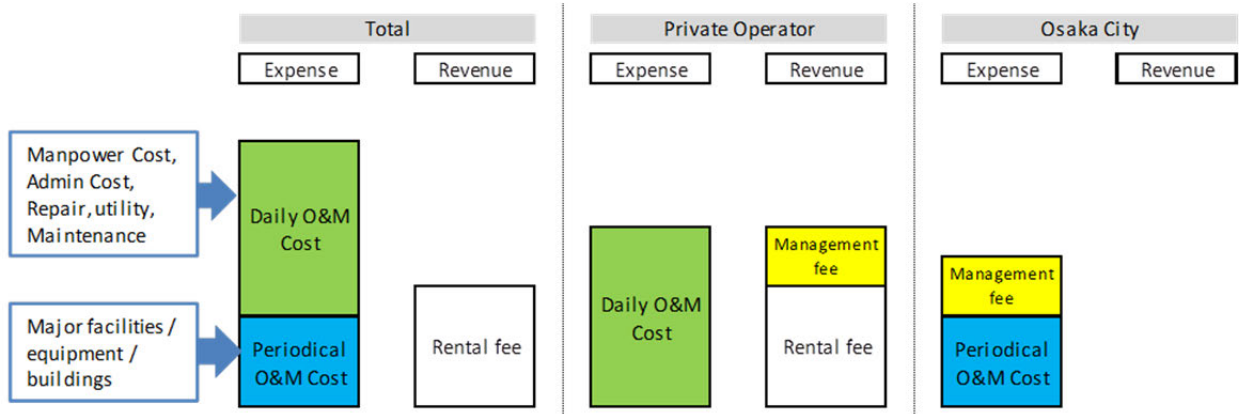 Total
Private Operator
Osaka City
Expense
Revenue
Expense
Revenue
Expense
Revenue
Manpower Cost,
Admin Cost,
Repair, utility,
Maintenance
Daily O&M
Cost
Major facilities /
equipment /
buildings
Periodical
O&M Cost
Rental fee
Daily O&M
Cost
Management
fee
Rental fee
Management
fee
Periodical
O&M Cost